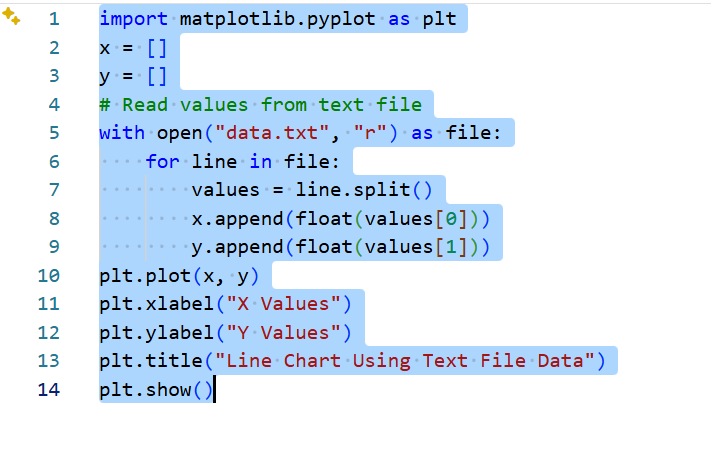 1 import matplotlib.pyplot as plt
2 x = []
3 y = []
4 # Read values from text file
5 with open("data.txt", "r") as file:
6     for line in file:
7         values = line.split()
8         x.append(float(values[0]))
9         y.append(float(values[1]))
10 plt.plot(x, y)
11 plt.xlabel("X Values")
12 plt.ylabel("Y Values")
13 plt.title("Line Chart Using Text File Data")
14 plt.show()